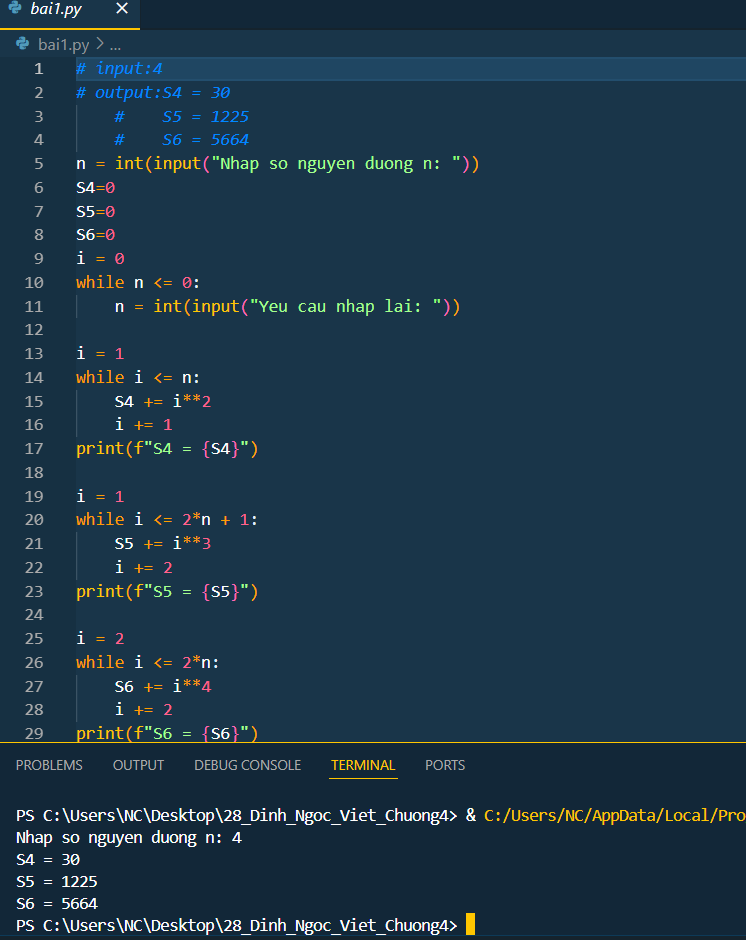 bai1.py ×
bai1.py > ...
1 # input:4
2 # output:S4 = 30
3     #    S5 = 1225
4     #    S6 = 5664
5 n = int(input("Nhap so nguyen duong n: "))
6 S4=0
7 S5=0
8 S6=0
9 i = 0
10 while n <= 0:
11     n = int(input("Yeu cau nhap lai: "))
12
13 i = 1
14 while i <= n:
15     S4 += i**2
16     i += 1
17 print(f"S4 = {S4}")
18
19 i = 1
20 while i <= 2*n + 1:
21     S5 += i**3
22     i += 2
23 print(f"S5 = {S5}")
24
25 i = 2
26 while i <= 2*n:
27     S6 += i**4
28     i += 2
29 print(f"S6 = {S6}")
PROBLEMS OUTPUT DEBUG CONSOLE TERMINAL PORTS
PS C:\Users\NC\Desktop\28_Dinh_Ngoc_Viet_Chuong4> & C:/Users/NC/AppData/Local/Pro
Nhap so nguyen duong n: 4
S4 = 30
S5 = 1225
S6 = 5664
PS C:\Users\NC\Desktop\28_Dinh_Ngoc_Viet_Chuong4>